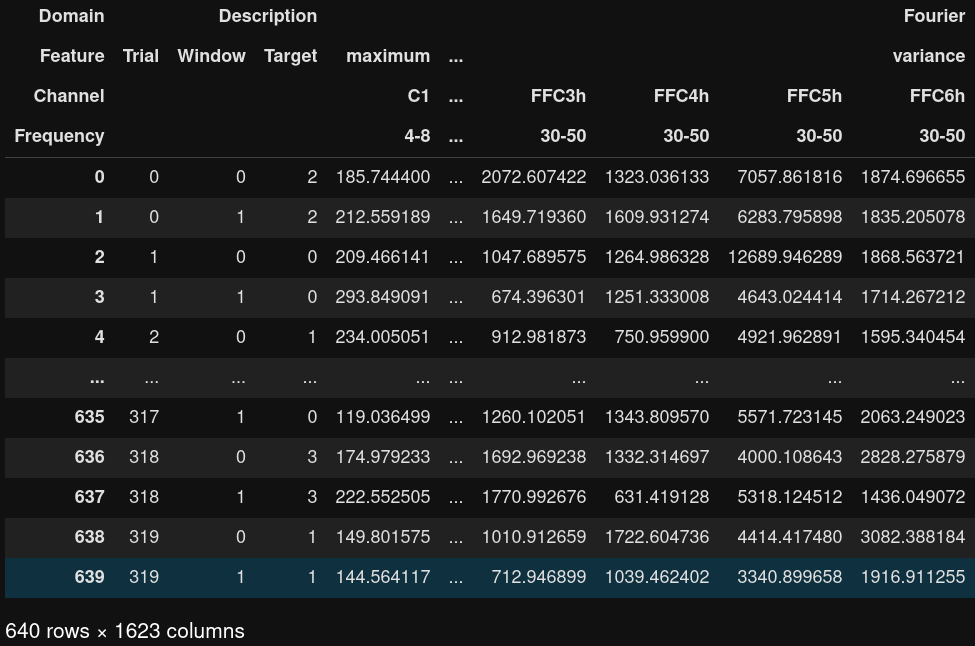 Domain Description Fourier
Feature Trial Window Target maximum ... variance
Channel C1 ... FFC3h FFC4h FFC5h FFC6h
Frequency 4-8 ... 30-50 30-50 30-50 30-50
0 0 0 2 185.744400 ... 2072.607422 1323.036133 7057.861816 1874.696655
1 0 1 2 212.559189 ... 1649.719360 1609.931274 6283.795898 1835.205078
2 1 0 0 209.466141 ... 1047.689575 1264.986328 12689.946289 1868.563721
3 1 1 0 293.849091 ... 674.396301 1251.333008 4643.024414 1714.267212
4 2 0 1 234.005051 ... 912.981873 750.959900 4921.962891 1595.340454
... ... ... ... ... ... ... ... ... ...
635 317 1 0 119.036499 ... 1260.102051 1343.809570 5571.723145 2063.249023
636 318 0 3 174.979233 ... 1692.969238 1332.314697 4000.108643 2828.275879
637 318 1 3 222.552505 ... 1770.992676 631.419128 5318.124512 1436.049072
638 319 0 1 149.801575 ... 1010.912659 1722.604736 4414.417480 3082.388184
639 319 1 1 144.564117 ... 712.946899 1039.462402 3340.899658 1916.911255
640 rows × 1623 columns